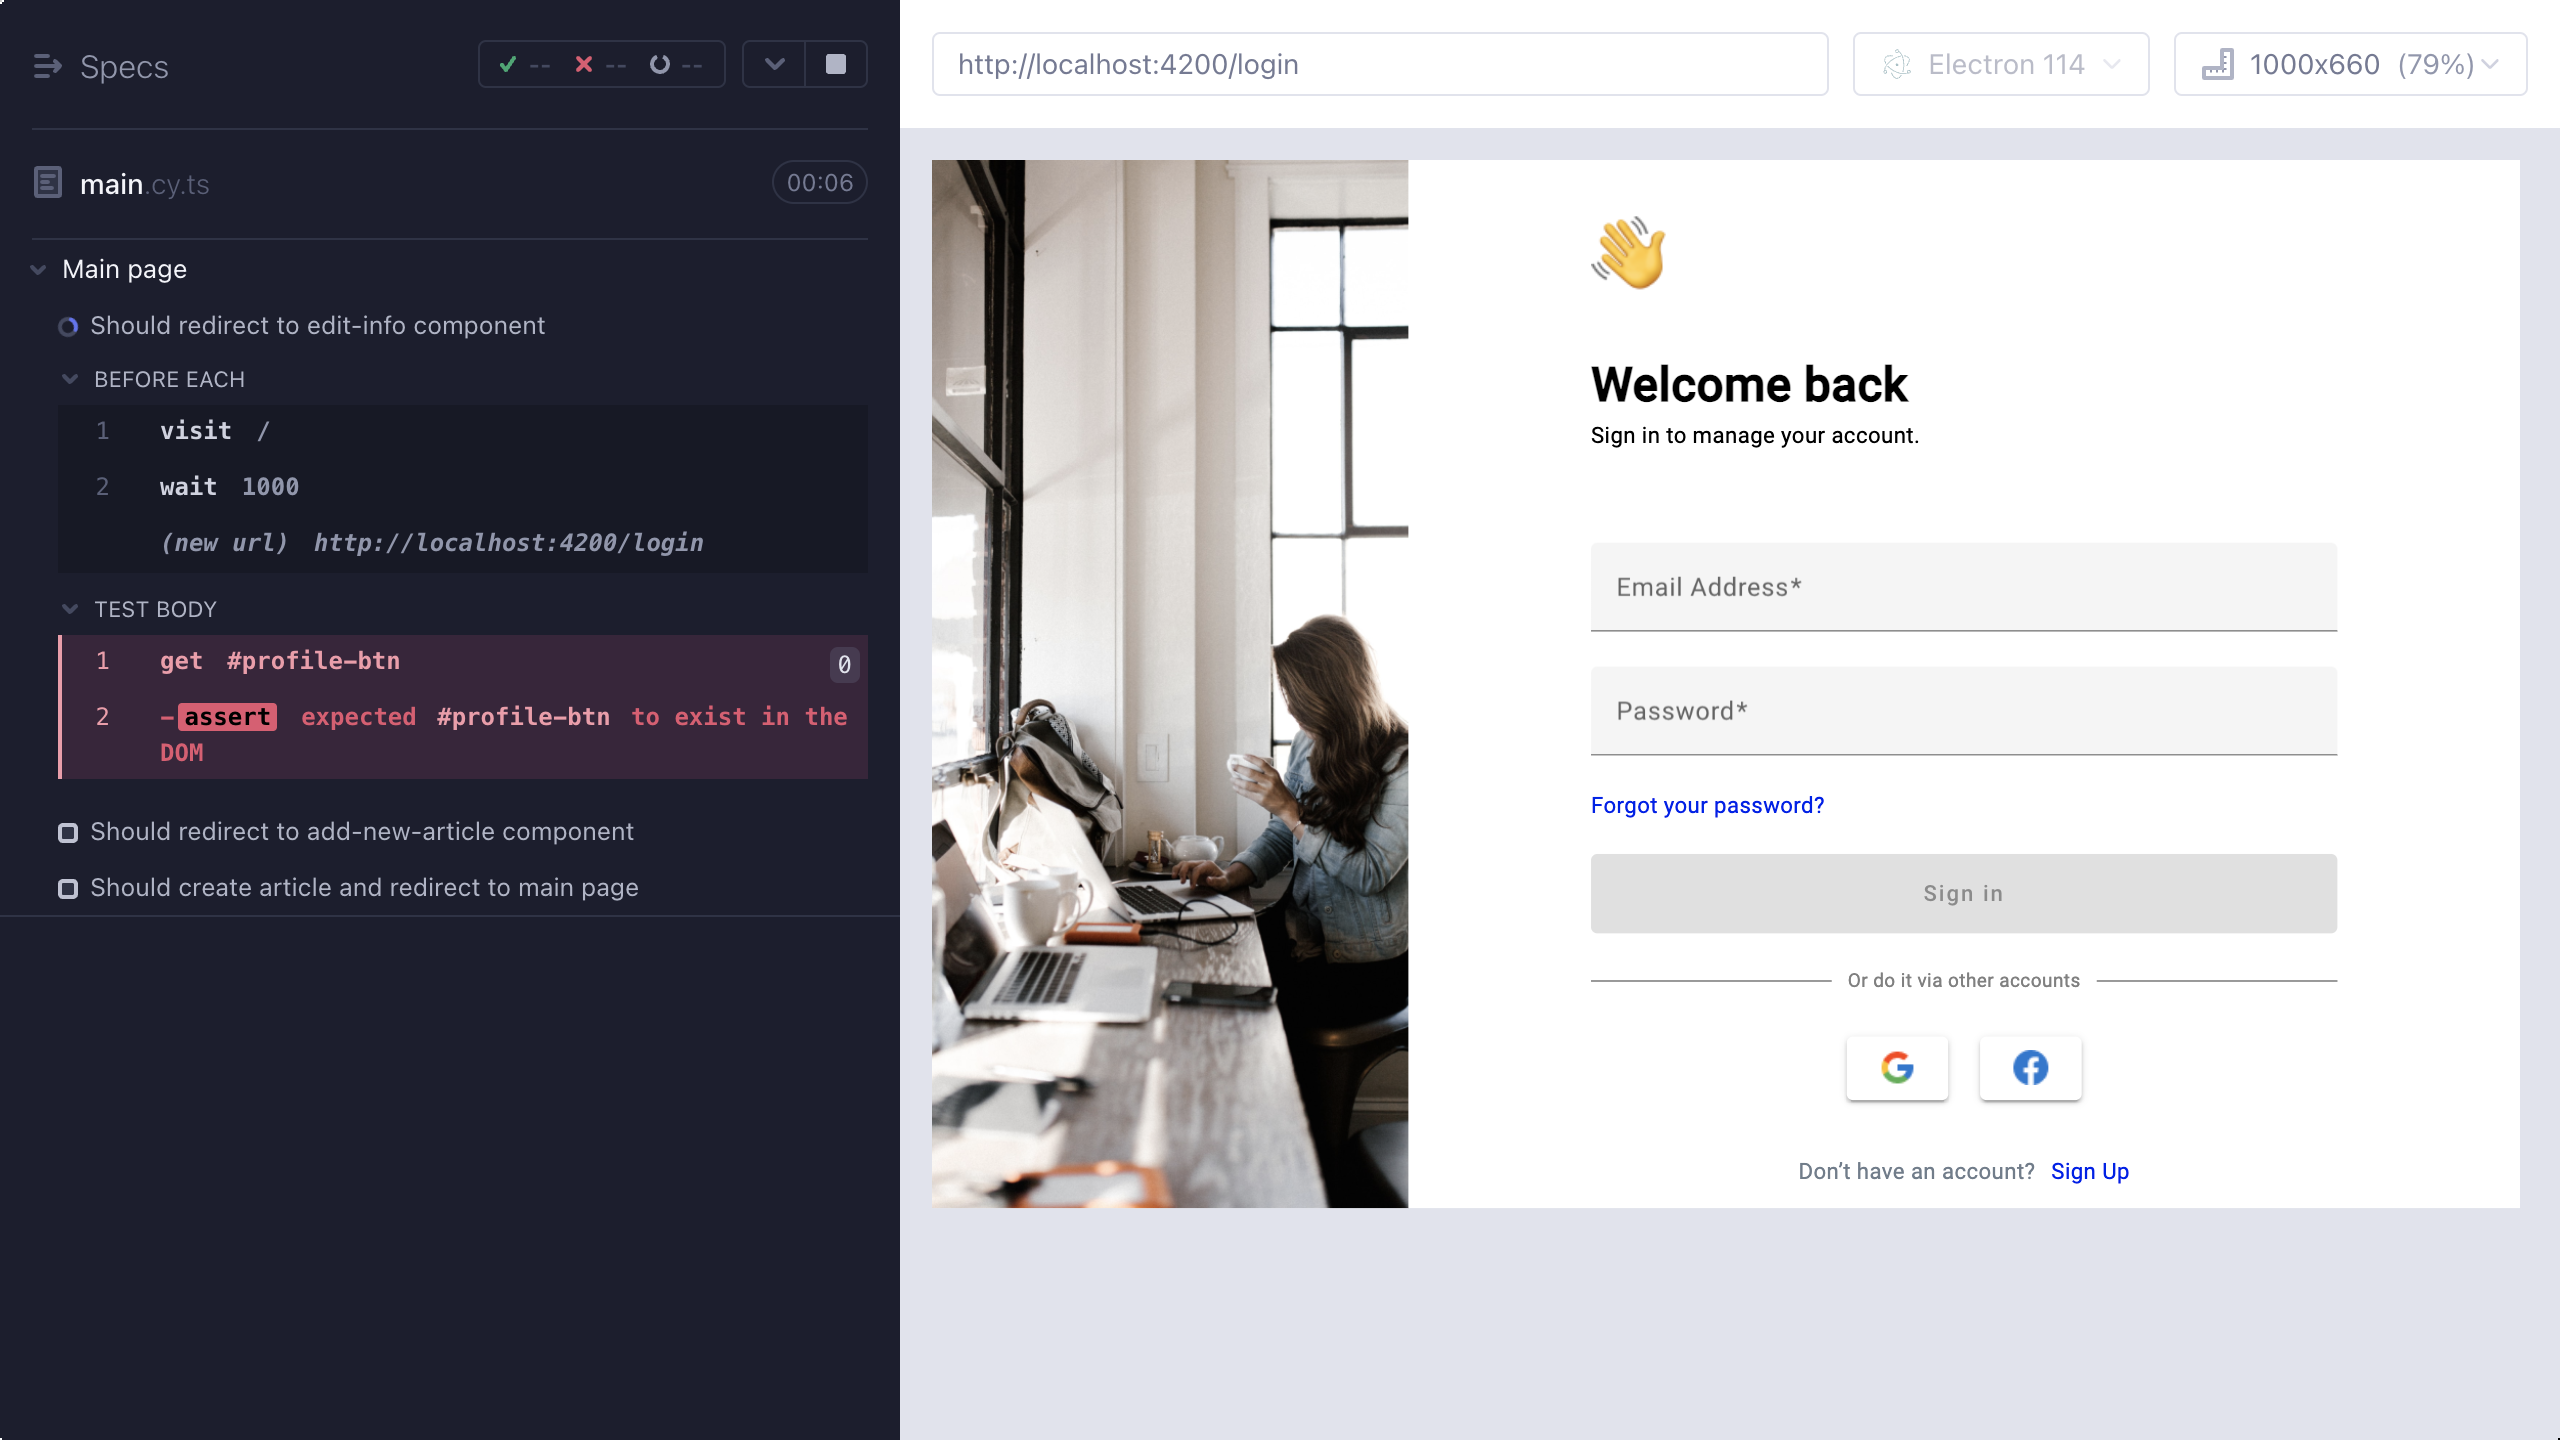 Specs
-- -- --
main.cy.ts
00:06
Main page
Should redirect to edit-info component
BEFORE EACH
1 visit /
2 wait 1000
(new url) http://localhost:4200/login
TEST BODY
1 get #profile-btn 0
2 -assert expected #profile-btn to exist in the
DOM
Should redirect to add-new-article component
Should create article and redirect to main page
http://localhost:4200/login
Electron 114
1000x660 (79%)
Welcome back
Sign in to manage your account.
Email Address*
Password*
Forgot your password?
Sign in
Or do it via other accounts
Don’t have an account? Sign Up